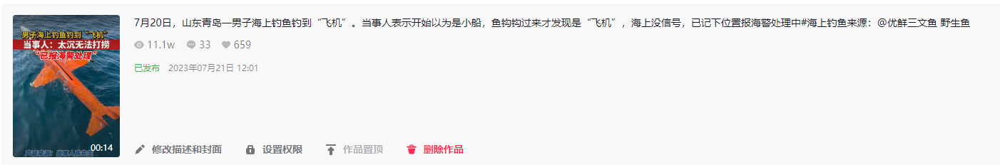 男子海上钓鱼钓到“飞机”
当事人：太沉无法打捞
“已报海警处理”
00:14
7月20日，山东青岛一男子海上钓鱼钓到“飞机”。当事人表示开始以为是小船，鱼钩钩过来才发现是“飞机”，海上没信号，已记下位置报海警处理中#海上钓鱼来源：@优鲜三文鱼 野生鱼
11.1w 33 659
已发布 2023年07月21日 12:01
修改描述和封面 设置权限 作品置顶 删除作品